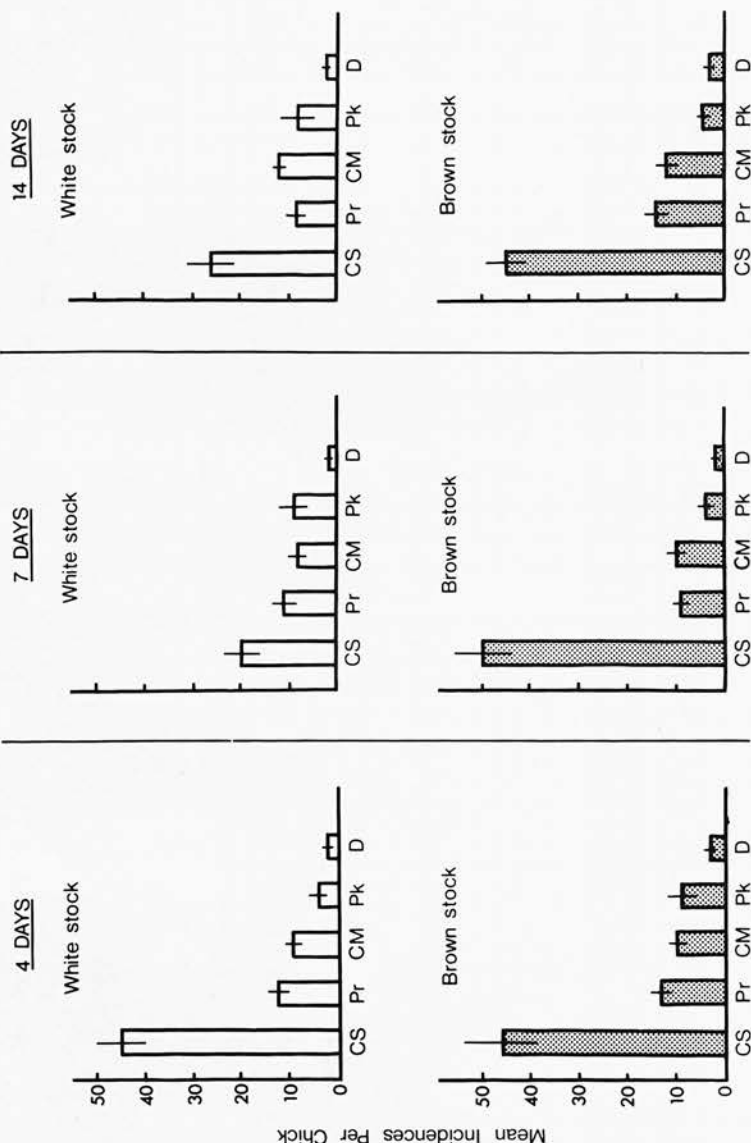 14 DAYS
White stock
CS Pr CM Pk D
Brown stock
CS Pr CM Pk D
7 DAYS
White stock
CS Pr CM Pk D
Brown stock
CS Pr CM Pk D
4 DAYS
White stock
50
40
30
20
10
0
CS Pr CM Pk D
Brown stock
50
40
30
20
10
0
CS Pr CM Pk D
Mean Incidences Per Chick